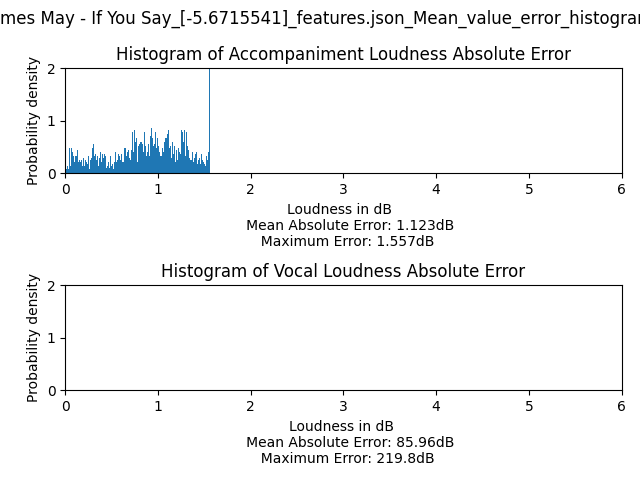 mes May - If You Say_[-5.6715541]_features.json_Mean_value_error_histogram
Histogram of Accompaniment Loudness Absolute Error
Probability density
2
1
0
0 1 2 3 4 5 6
Loudness in dB
Mean Absolute Error: 1.123dB
Maximum Error: 1.557dB
Histogram of Vocal Loudness Absolute Error
Probability density
2
1
0
0 1 2 3 4 5 6
Loudness in dB
Mean Absolute Error: 85.96dB
Maximum Error: 219.8dB